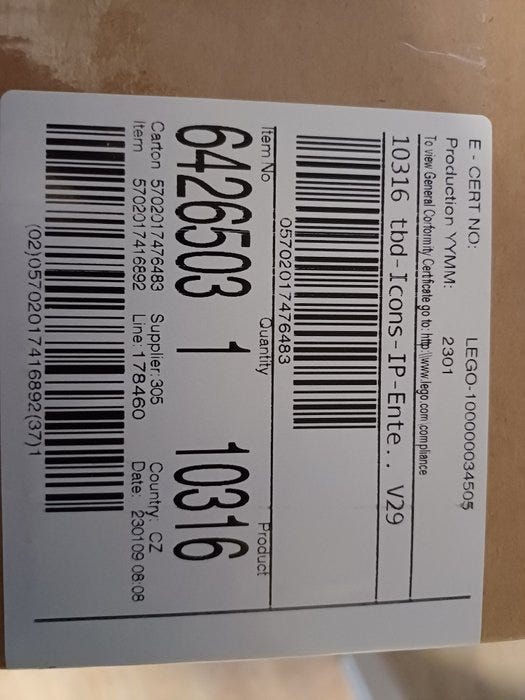 E - CERT NO: LEGO-100000034505
Production YYMM: 2301
To view General Conformity Certificate go to: http:\\www.lego.com.compliance
10316 tbd-Icons-IP-Ente.. V29
05702017476483
Item No Quantity Product
6426503 1 10316
Carton 5702017476483 Supplier: 305 Country: CZ
Item 5702017416892 Line: 178460 Date: 230109 08:08
(02)05702017416892(37)1